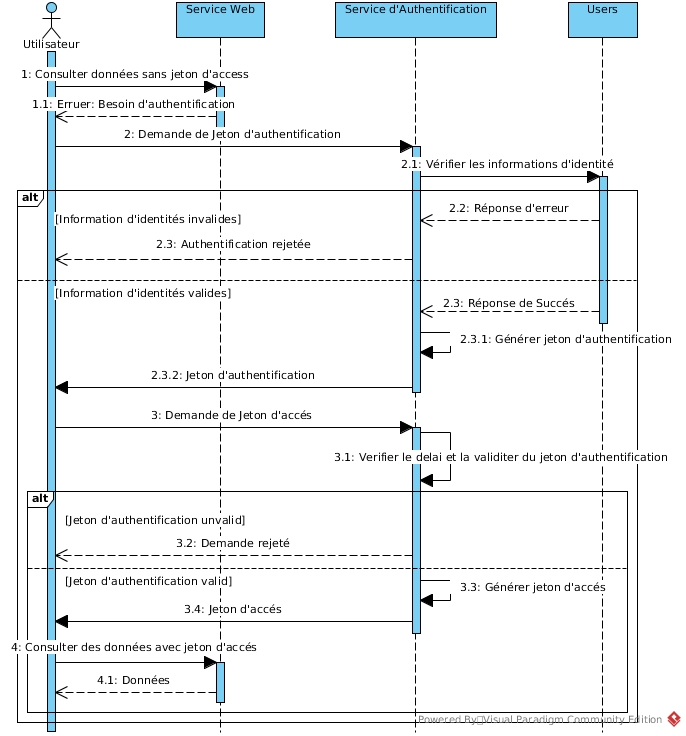 Service Web
Service d'Authentification
Users
Utilisateur
1: Consulter données sans jeton d'access
1.1: Erruer: Besoin d'authentification
2: Demande de Jeton d'authentification
2.1: Vérifier les informations d'identité
alt
2.2: Réponse d'erreur
[Information d'identités invalides]
2.3: Authentification rejetée
[Information d'identités valides]
2.3: Réponse de Succés
2.3.1: Générer jeton d'authentification
2.3.2: Jeton d'authentification
3: Demande de Jeton d'accés
3.1: Verifier le delai et la validiter du jeton d'authentification
alt
[Jeton d'authentification unvalid]
3.2: Demande rejeté
[Jeton d'authentification valid]
3.3: Générer jeton d'accés
3.4: Jeton d'accés
4: Consulter des données avec jeton d'accés
4.1: Données
Powered By Visual Paradigm Community Edition